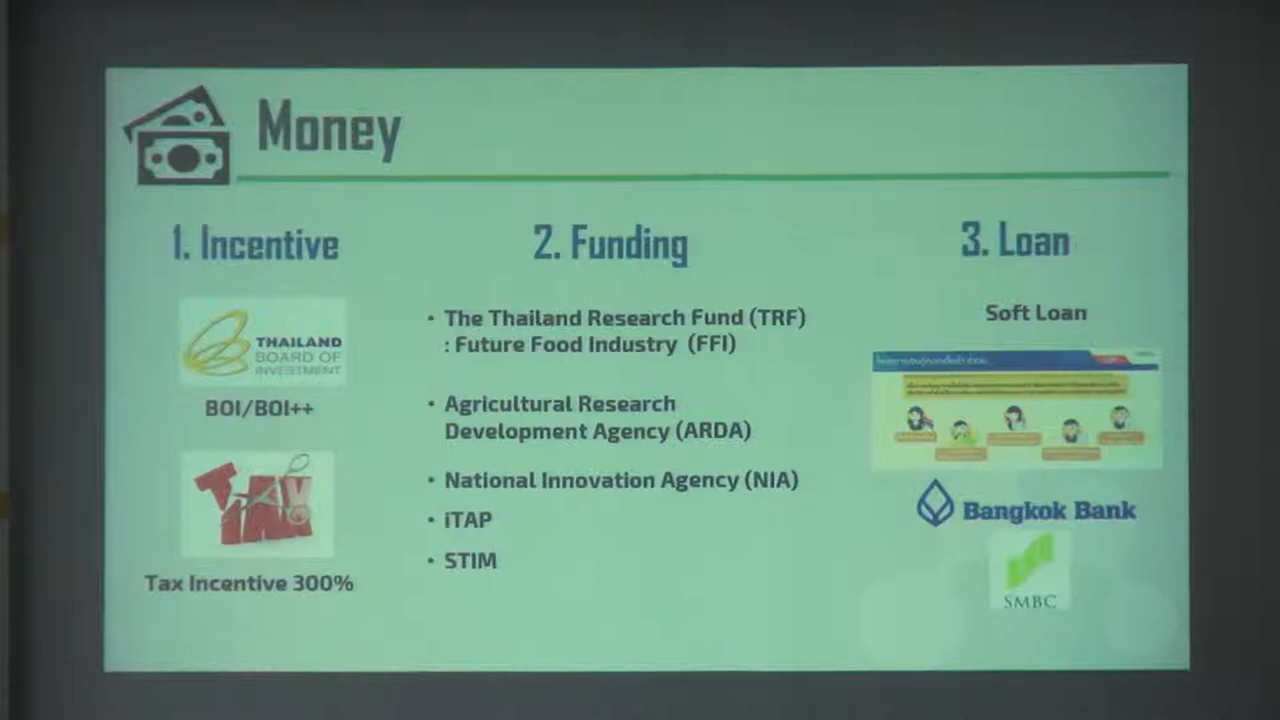 Money
1. Incentive
THAILAND
BOARD OF
INVESTMENT
BOI/BOI++
TAX
Tax Incentive 300%
2. Funding
• The Thailand Research Fund (TRF)
: Future Food Industry (FFI)
• Agricultural Research
Development Agency (ARDA)
• National Innovation Agency (NIA)
• iTAP
• STIM
3. Loan
Soft Loan
Bangkok Bank
SMBC